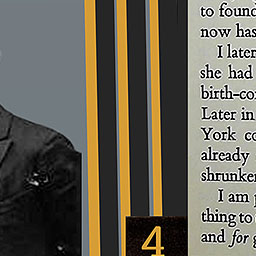 to found
now has
I later
she had
birth-co
Later in
York co
already
shrunken
I am p
thing to
and for g
4